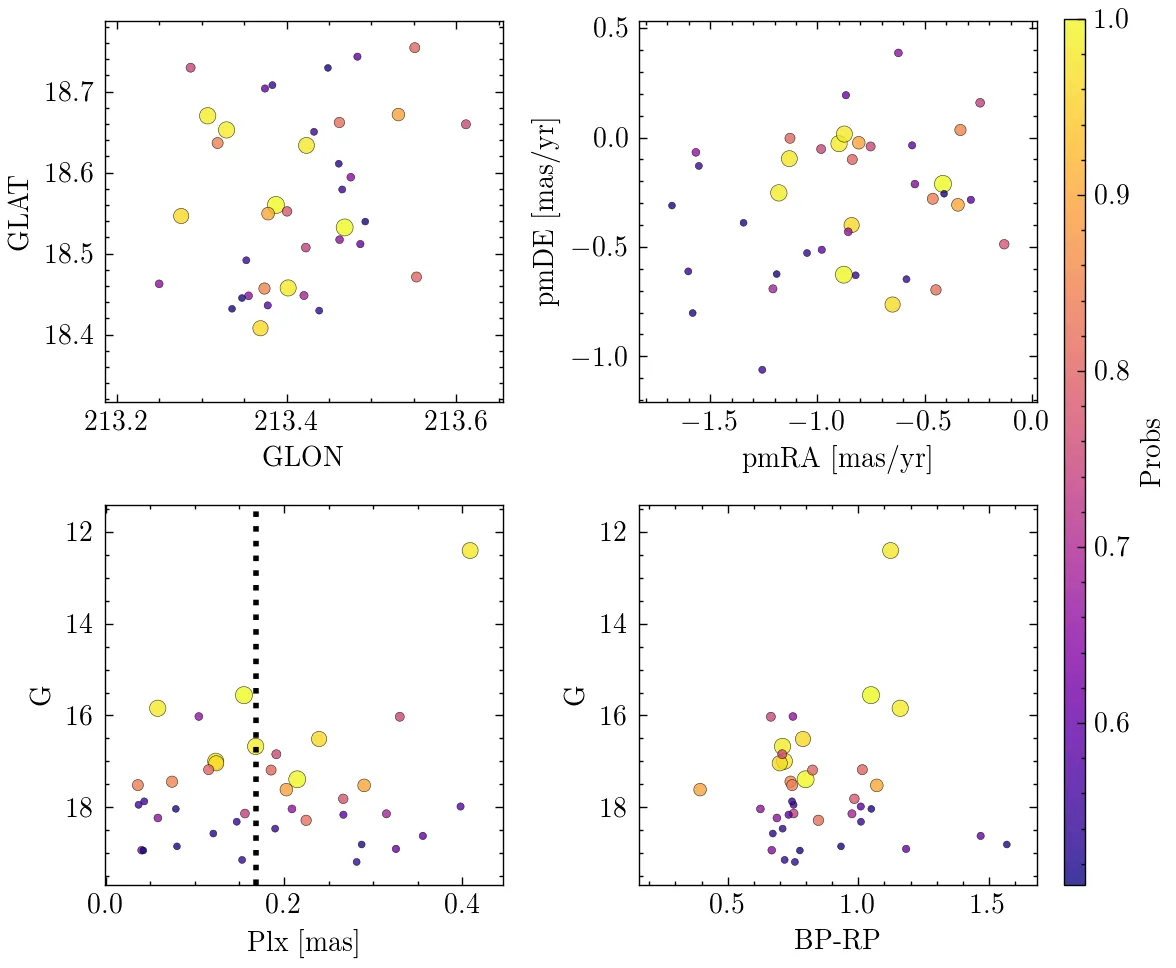 18.7
18.6
18.5
18.4
GLAT
213.2 213.4 213.6
GLON
0.5
0.0
−0.5
−1.0
pmDE [mas/yr]
−1.5 −1.0 −0.5 0.0
pmRA [mas/yr]
12
14
16
18
G
0.0 0.2 0.4
Plx [mas]
12
14
16
18
G
0.5 1.0 1.5
BP-RP
1.0
0.9
0.8
0.7
0.6
Probs